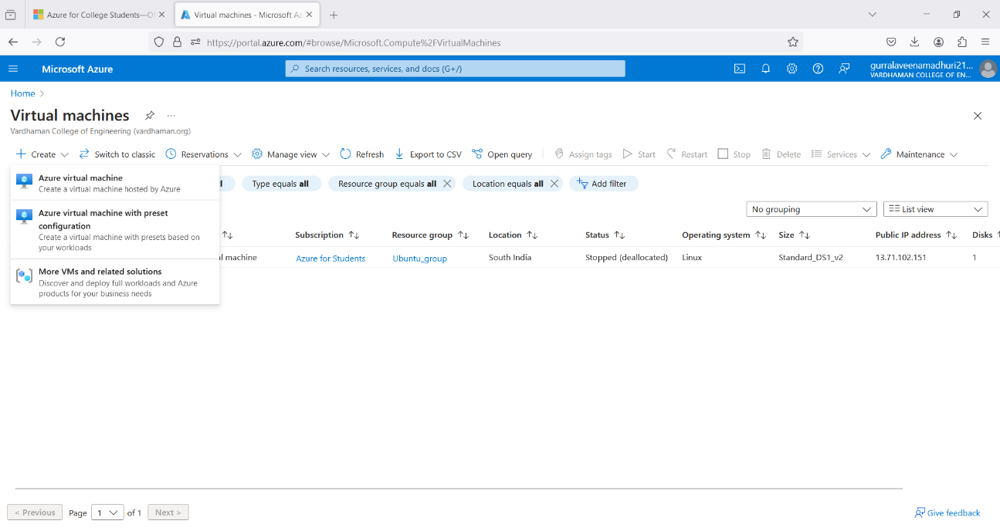 Azure for College Students—Of
Virtual machines - Microsoft Az
https://portal.azure.com/#browse/Microsoft.Compute%2FVirtualMachines
Microsoft Azure
Search resources, services, and docs (G+/)
gurralaveenamadhuri21...
VARDHAMAN COLLEGE OF EN...
Home
Virtual machines
Vardhaman College of Engineering (vardhaman.org)
Create Switch to classic Reservations Manage view Refresh Export to CSV Open query Assign tags Start Restart Stop Delete Services Maintenance
Azure virtual machine
Create a virtual machine hosted by Azure
Azure virtual machine with preset
configuration
Create a virtual machine with presets based on
your workloads
More VMs and related solutions
Discover and deploy full workloads and Azure
products for your business needs
Type equals all Resource group equals all Location equals all Add filter
No grouping List view
Subscription Resource group Location Status Operating system Size Public IP address Disks
machine Azure for Students Ubuntu_group South India Stopped (deallocated) Linux Standard_DS1_v2 13.71.102.151 1
< Previous Page 1 of 1 Next >
Give feedback